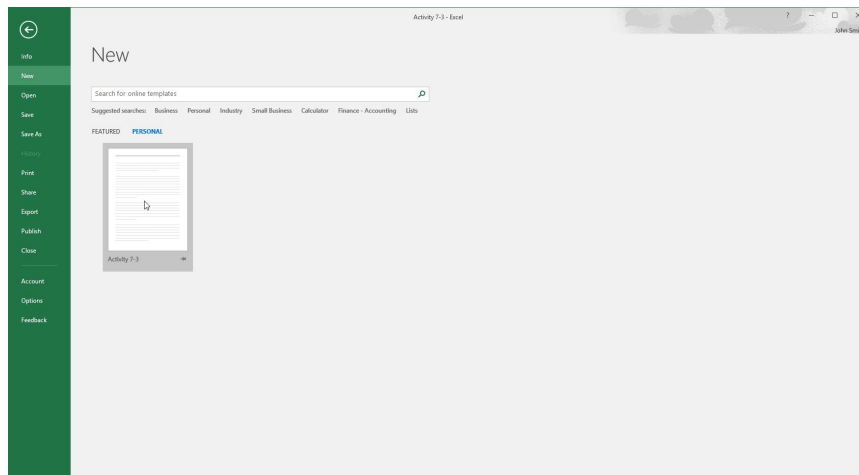 Activity 7-3 - Excel
?
John Smi
Info
New
Open
Save
Save As
History
Print
Share
Export
Publish
Close
Account
Options
Feedback
New
Search for online templates
Suggested searches: Business Personal Industry Small Business Calculator Finance - Accounting Lists
FEATURED PERSONAL
Activity 7-3